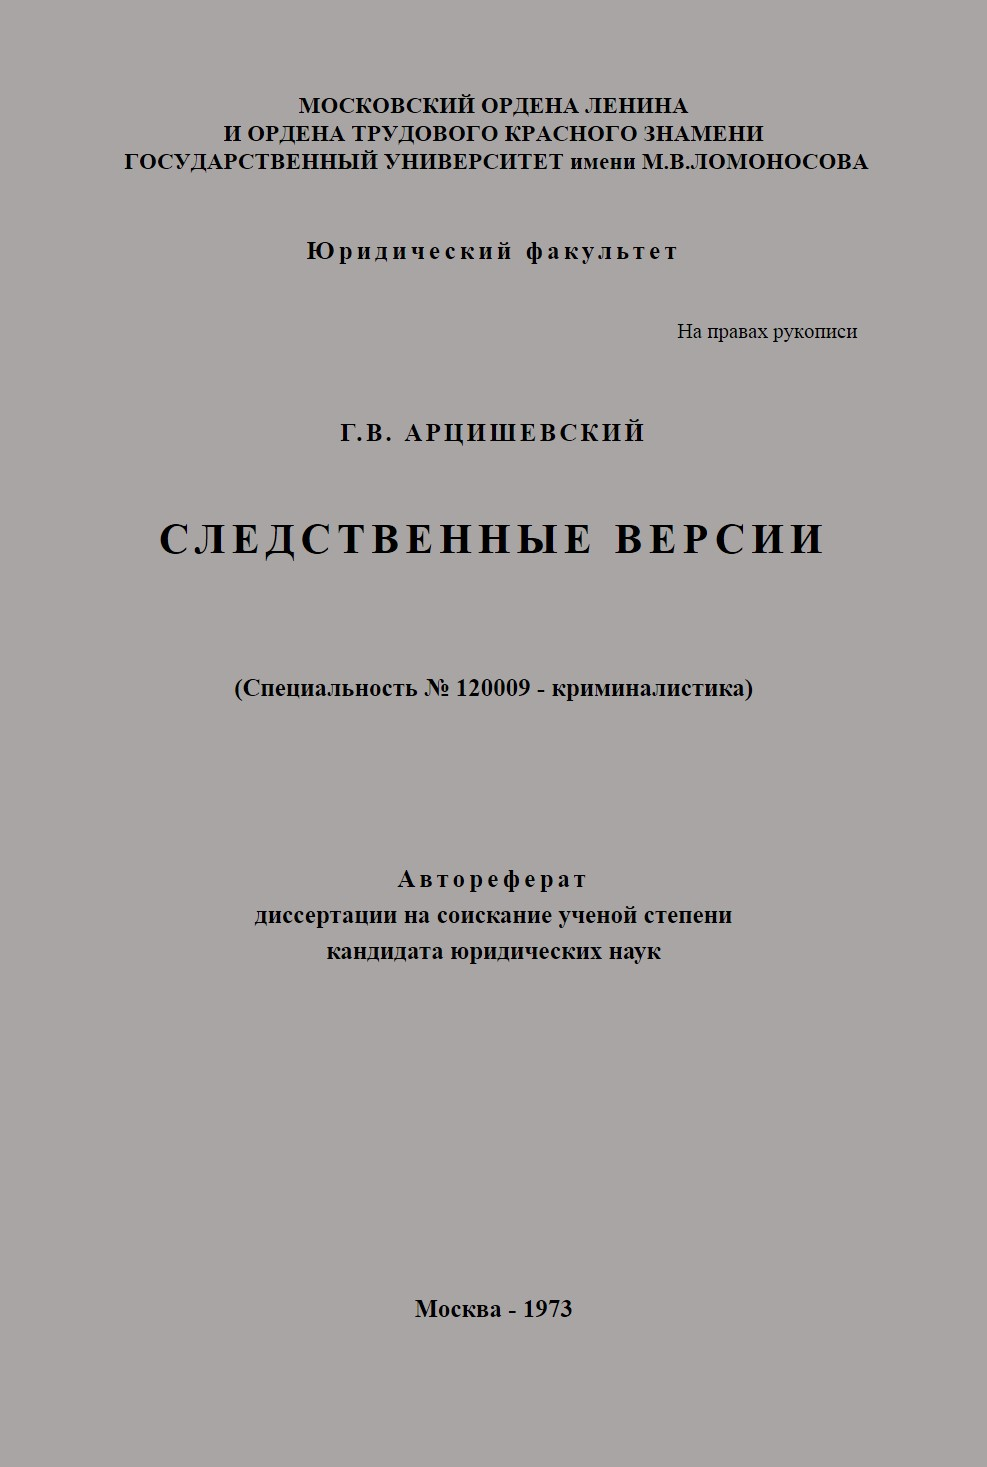 МОСКОВСКИЙ ОРДЕНА ЛЕНИНА
И ОРДЕНА ТРУДОВОГО КРАСНОГО ЗНАМЕНИ
ГОСУДАРСТВЕННЫЙ УНИВЕРСИТЕТ имени М.В.ЛОМОНОСОВА
Юридический факультет
На правах рукописи
Г.В. АРЦИШЕВСКИЙ
СЛЕДСТВЕННЫЕ ВЕРСИИ
(Специальность № 120009 - криминалистика)
Автореферат
диссертации на соискание ученой степени
кандидата юридических наук
Москва - 1973